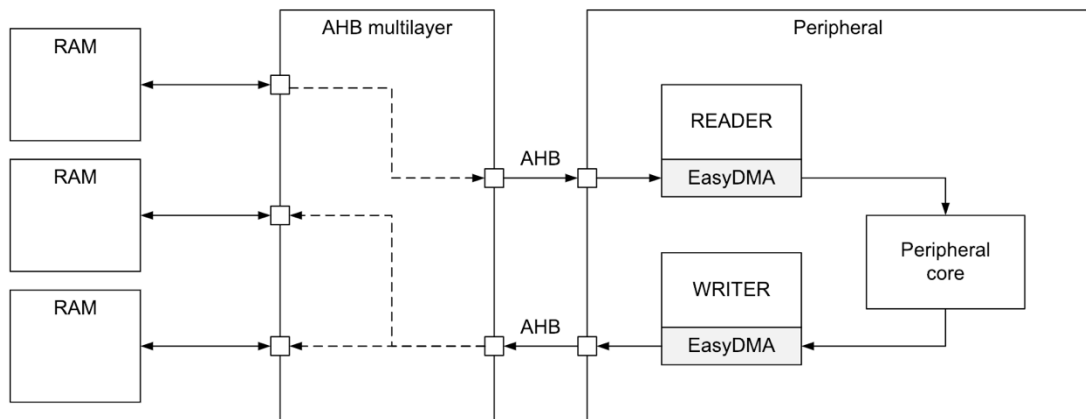 AHB multilayer
Peripheral
RAM
READER
AHB
EasyDMA
RAM
Peripheral
core
WRITER
RAM
AHB
EasyDMA